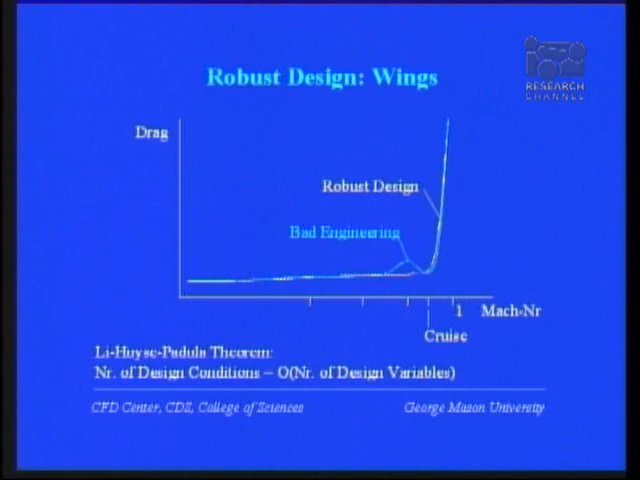 Robust Design: Wings
RESEARCH
CHANNEL
Drag
Robust Design
Bad Engineering
1 Mach-Nr
Cruise
Li-Huyse-Padula Theorem:
Nr. of Design Conditions – O(Nr. of Design Variables)
CFD Center, CDS, College of Sciences
George Mason University